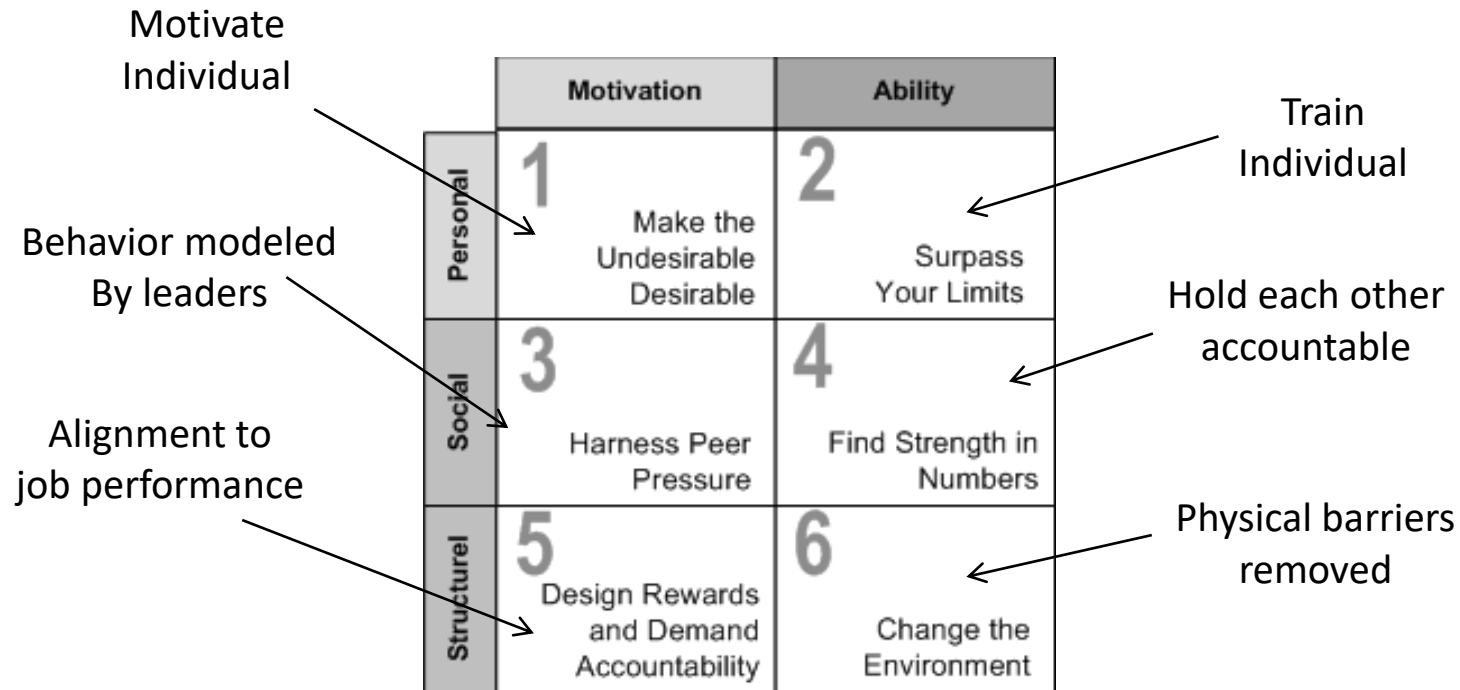 Motivate
Individual
Motivation
Ability
Train
Individual
Personal
1
Make the
Undesirable
Desirable
2
Surpass
Your Limits
Behavior modeled
By leaders
Hold each other
accountable
Social
3
Harness Peer
Pressure
4
Find Strength in
Numbers
Alignment to
job performance
Physical barriers
removed
Structurel
5
Design Rewards
and Demand
Accountability
6
Change the
Environment